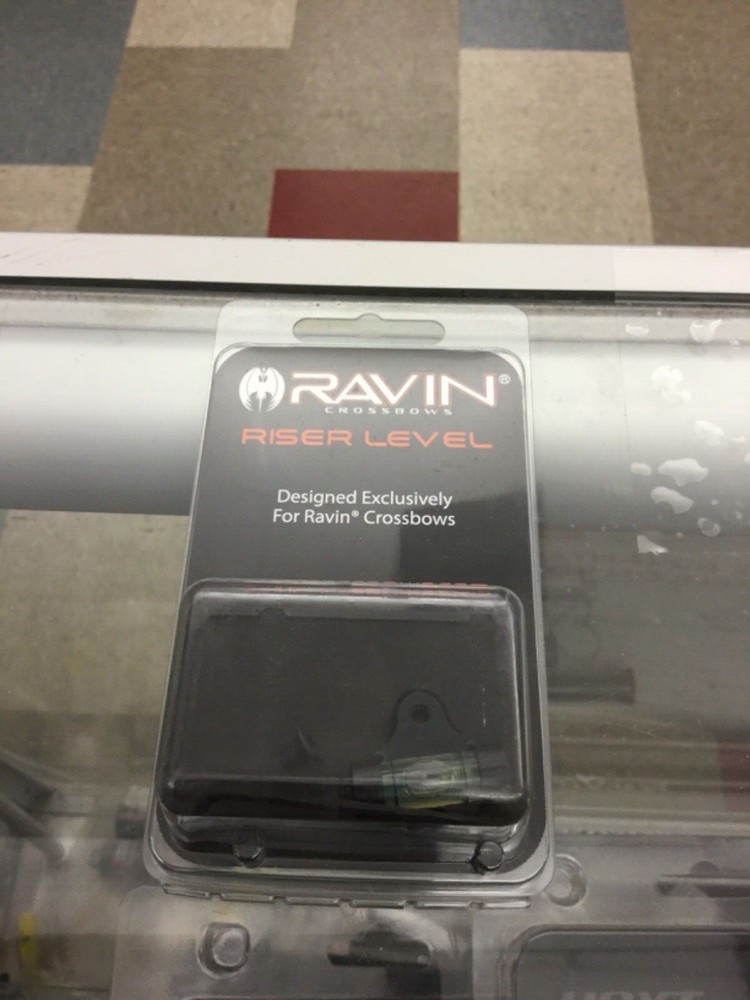 RAVIN®
CROSSBOWS
RISER LEVEL
Designed Exclusively
For Ravin® Crossbows